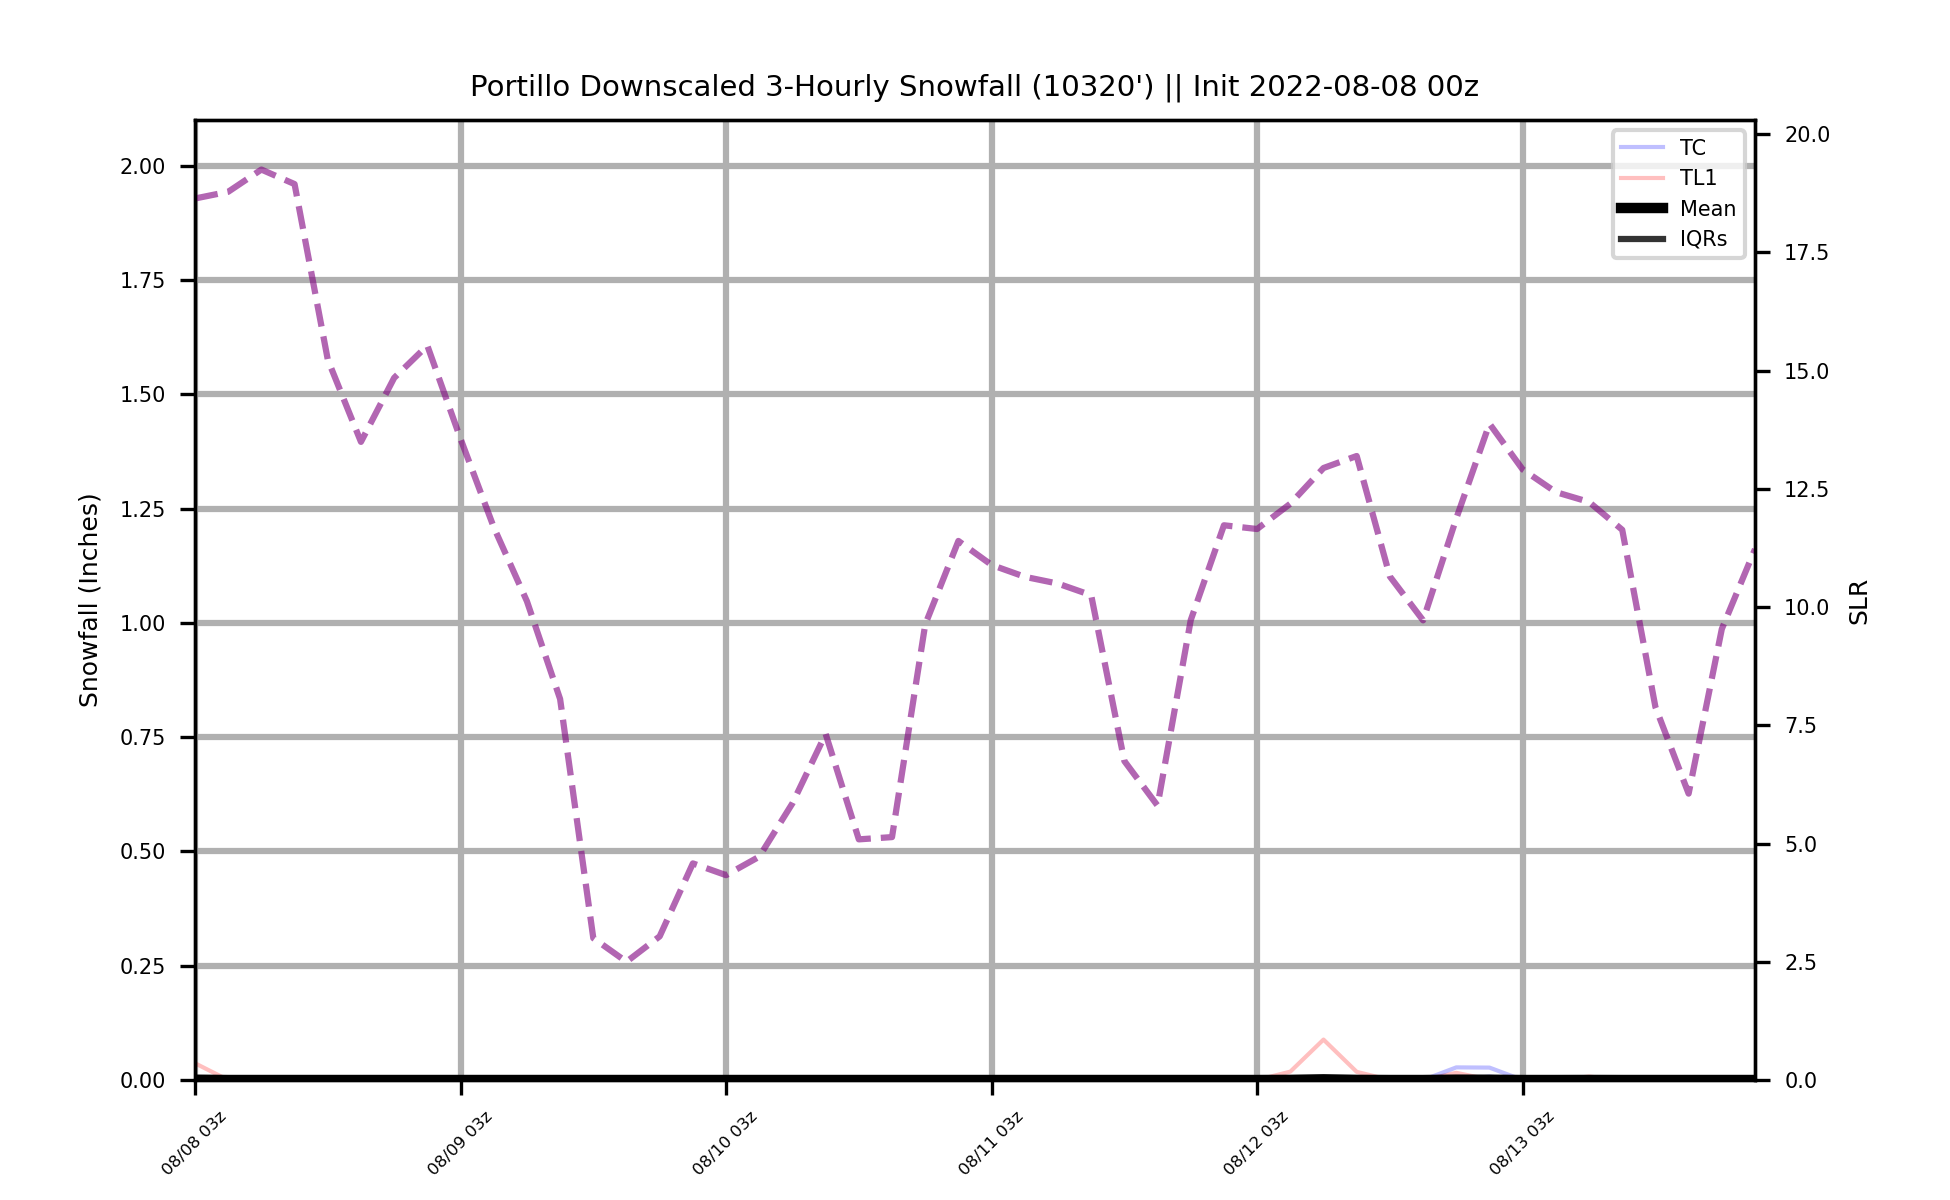 Portillo Downscaled 3-Hourly Snowfall (10320') || Init 2022-08-08 00z
TC
TL1
Mean
IQRs
Snowfall (Inches)
2.00
1.75
1.50
1.25
1.00
0.75
0.50
0.25
0.00
20.0
17.5
15.0
12.5
10.0
7.5
5.0
2.5
0.0
SLR
08/08 03z
08/09 03z
08/10 03z
08/11 03z
08/12 03z
08/13 03z